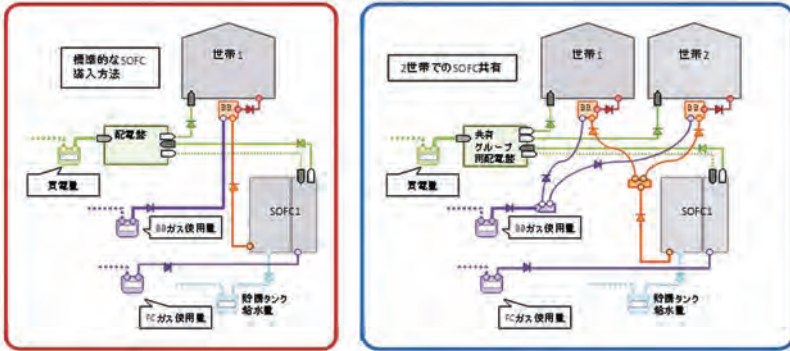 標準的なSOFC
導入方法
世帯1
BB
配電盤
買電量
SOFC1
BBガス使用量
FCガス使用量
貯湯タンク
給水量
2世帯でのSOFC共有
世帯1
世帯2
BB
BB
共有
グループ
用配電盤
買電量
SOFC1
BBガス使用量
FCガス使用量
貯湯タンク
給水量